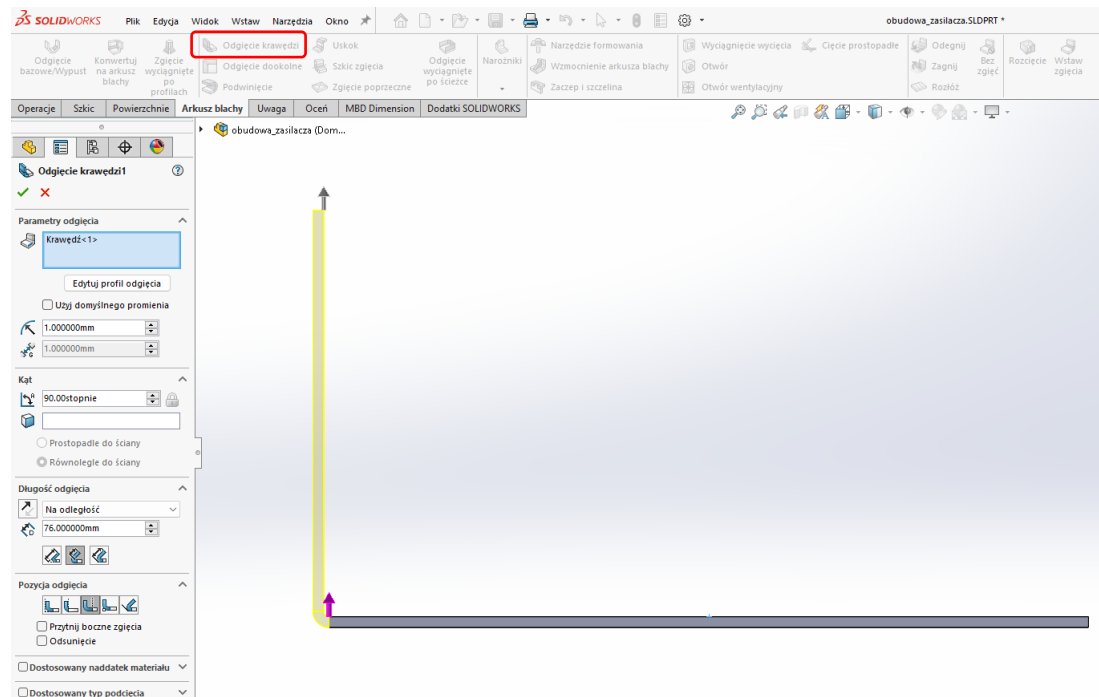 SOLIDWORKS Plik Edycja Widok Wstaw Narzędzia Okno obudowa_zasilacza.SLDPRT *
Odgięcie bazowe/Wypust
Konwertuj na arkusz blachy
Zgięcie wyciągnięte po profilach
Odgięcie krawędzi
Odgięcie dookolne
Podwinięcie
Uskok
Szkic zgięcia
Zgięcie poprzeczne
Odgięcie wyciągnięte po ścieżce
Narożniki
Narzędzie formowania
Wzmocnienie arkusza blachy
Zaczep i szczelina
Wyciągnięcie wycięcia
Otwór
Otwór wentylacyjny
Cięcie prostopadłe
Odegnij
Zagnij
Rozłóż
Bez zgięć
Rozcięcie
Wstaw zgięcia
Operacje Szkic Powierzchnie Arkusz blachy Uwaga Oceń MBD Dimension Dodatki SOLIDWORKS
obudowa_zasilacza (Dom...
Odgięcie krawędzi1
Parametry odgięcia
Krawędź<1>
Edytuj profil odgięcia
Użyj domyślnego promienia
1.000000mm
1.000000mm
Kąt
90.00stopnie
Prostopadle do ściany
Równolegle do ściany
Długość odgięcia
Na odległość
76.000000mm
Pozycja odgięcia
Przytnij boczne zgięcia
Odsunięcie
Dostosowany naddatek materiału
Dostosowany typ podcięcia